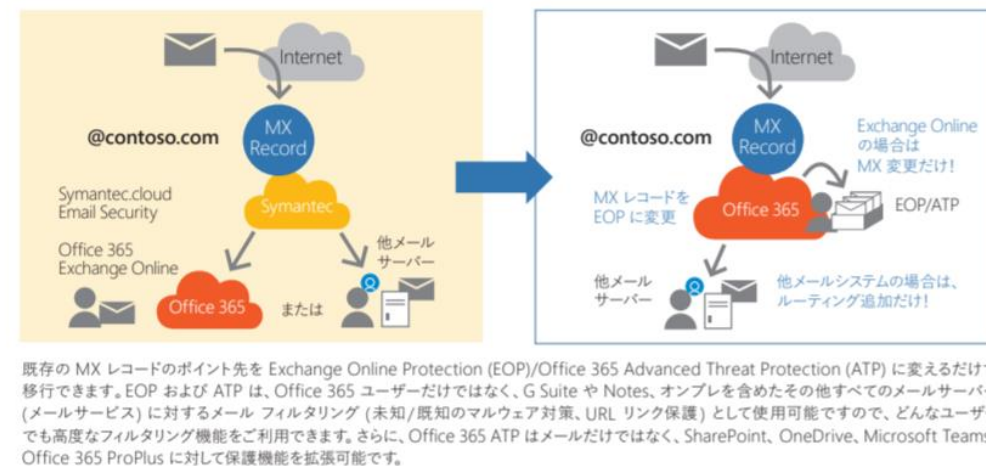 Internet
MX
Record
@contoso.com
Symantec.cloud
Email Security
Symantec
Office 365
Exchange Online
他メール
サーバー
Office 365
または
Internet
MX
Record
@contoso.com
Exchange Online
の場合は
MX 変更だけ!
MX レコードを
EOP に変更
Office 365
EOP/ATP
他メール
サーバー
他メールシステムの場合は、
ルーティング追加だけ!
既存の MX レコードのポイント先を Exchange Online Protection (EOP)/Office 365 Advanced Threat Protection (ATP) に変えるだけで
移行できます。EOP および ATP は、Office 365 ユーザーだけではなく、G Suite や Notes、オンプレを含めたその他すべてのメールサーバー
(メールサービス) に対するメール フィルタリング (未知/既知のマルウェア対策、URL リンク保護) として使用可能ですので、どんなユーザー
でも高度なフィルタリング機能をご利用できます。さらに、Office 365 ATP はメールだけではなく、SharePoint、OneDrive、Microsoft Teams、
Office 365 ProPlus に対して保護機能を拡張可能です。